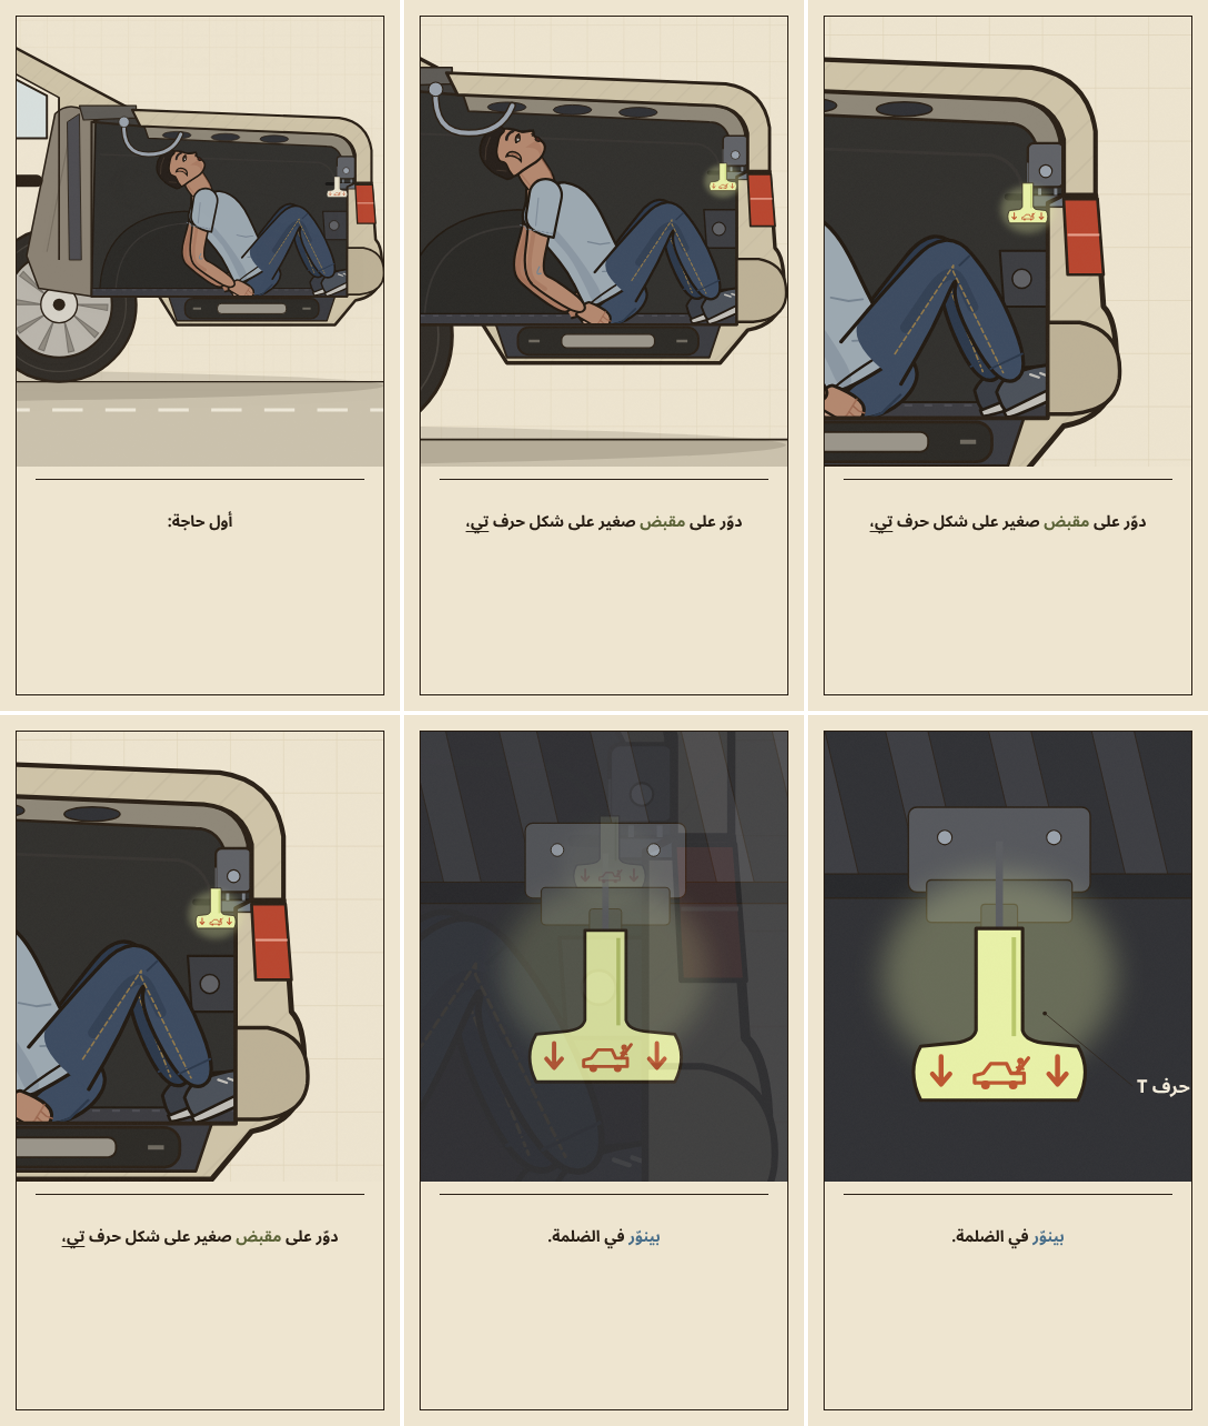 أول حاجة:
دوّر على مقبض صغير على شكل حرف تي،
دوّر على مقبض صغير على شكل حرف تي،
دوّر على مقبض صغير على شكل حرف تي،
بينوّر في الضلمة.
حرف T
بينوّر في الضلمة.